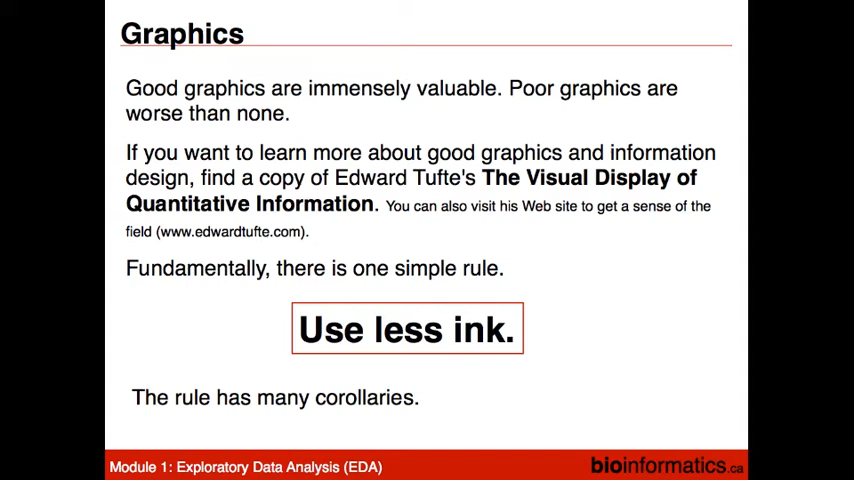 Graphics
Good graphics are immensely valuable. Poor graphics are
worse than none.
If you want to learn more about good graphics and information
design, find a copy of Edward Tufte's The Visual Display of
Quantitative Information. You can also visit his Web site to get a sense of the
field (www.edwardtufte.com).
Fundamentally, there is one simple rule.
Use less ink.
The rule has many corollaries.
Module 1: Exploratory Data Analysis (EDA)
bioinformatics.ca